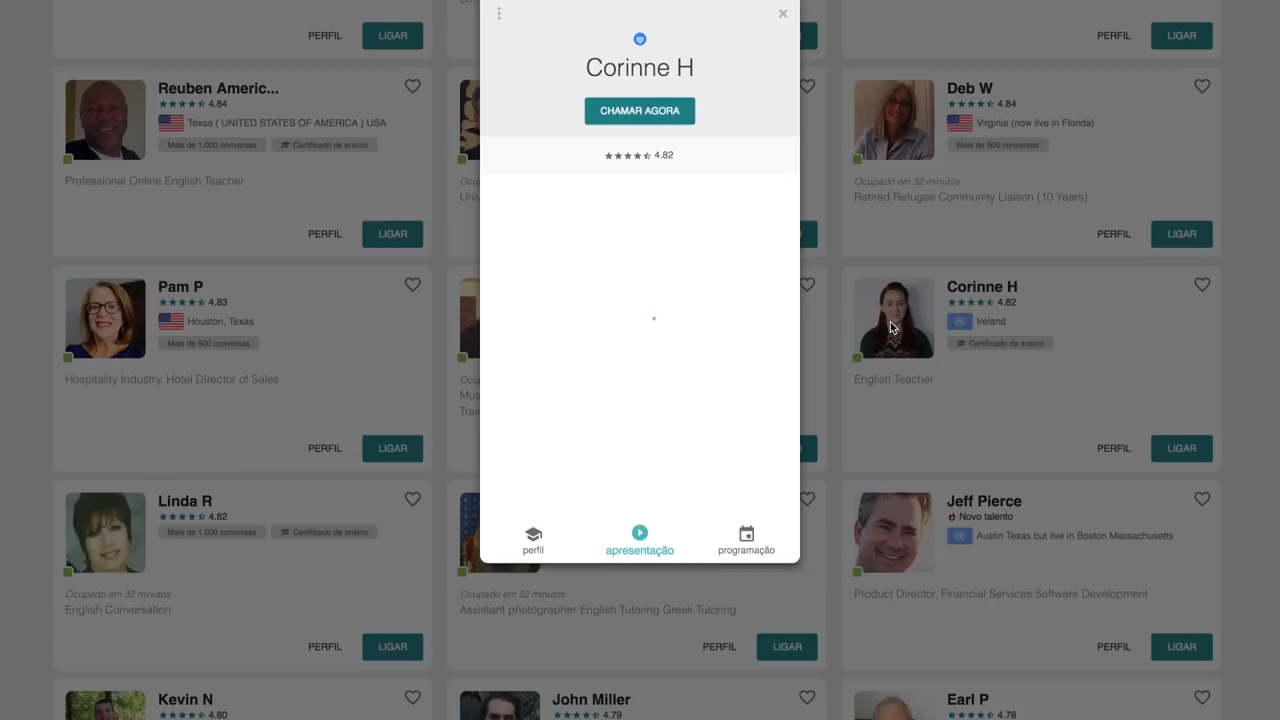 PERFIL
LIGAR
PERFIL
LIGAR
Corinne H
CHAMAR AGORA
4.82
Reuben Americ...
4.84
Texas ( UNITED STATES OF AMERICA ) USA
Mais de 1.000 conversas
Certificado de ensino
Professional Online English Teacher
PERFIL
LIGAR
Deb W
4.84
Virginia (now live in Florida)
Mais de 500 conversas
Ocupado em 32 minutos
Retired Refugee Community Liaison (10 Years)
PERFIL
LIGAR
Pam P
4.83
Houston, Texas
Mais de 500 conversas
Hospitality Industry, Hotel DIrector of Sales
PERFIL
LIGAR
Corinne H
4.82
Ireland
Certificado de ensino
English Teacher
PERFIL
LIGAR
perfil
apresentação
programação
Linda R
4.82
Mais de 1.000 conversas
Certificado de ensino
Ocupado em 32 minutos
English Conversation
PERFIL
LIGAR
Ocupado em 32 minutos
Assistant photographer English Tutoring Greek Tutoring
PERFIL
LIGAR
Jeff Pierce
Novo talento
Austin Texas but live in Boston Massachusetts
Product Director, Financial Services Software Development
PERFIL
LIGAR
Kevin N
4.80
John Miller
4.79
Earl P
4.78